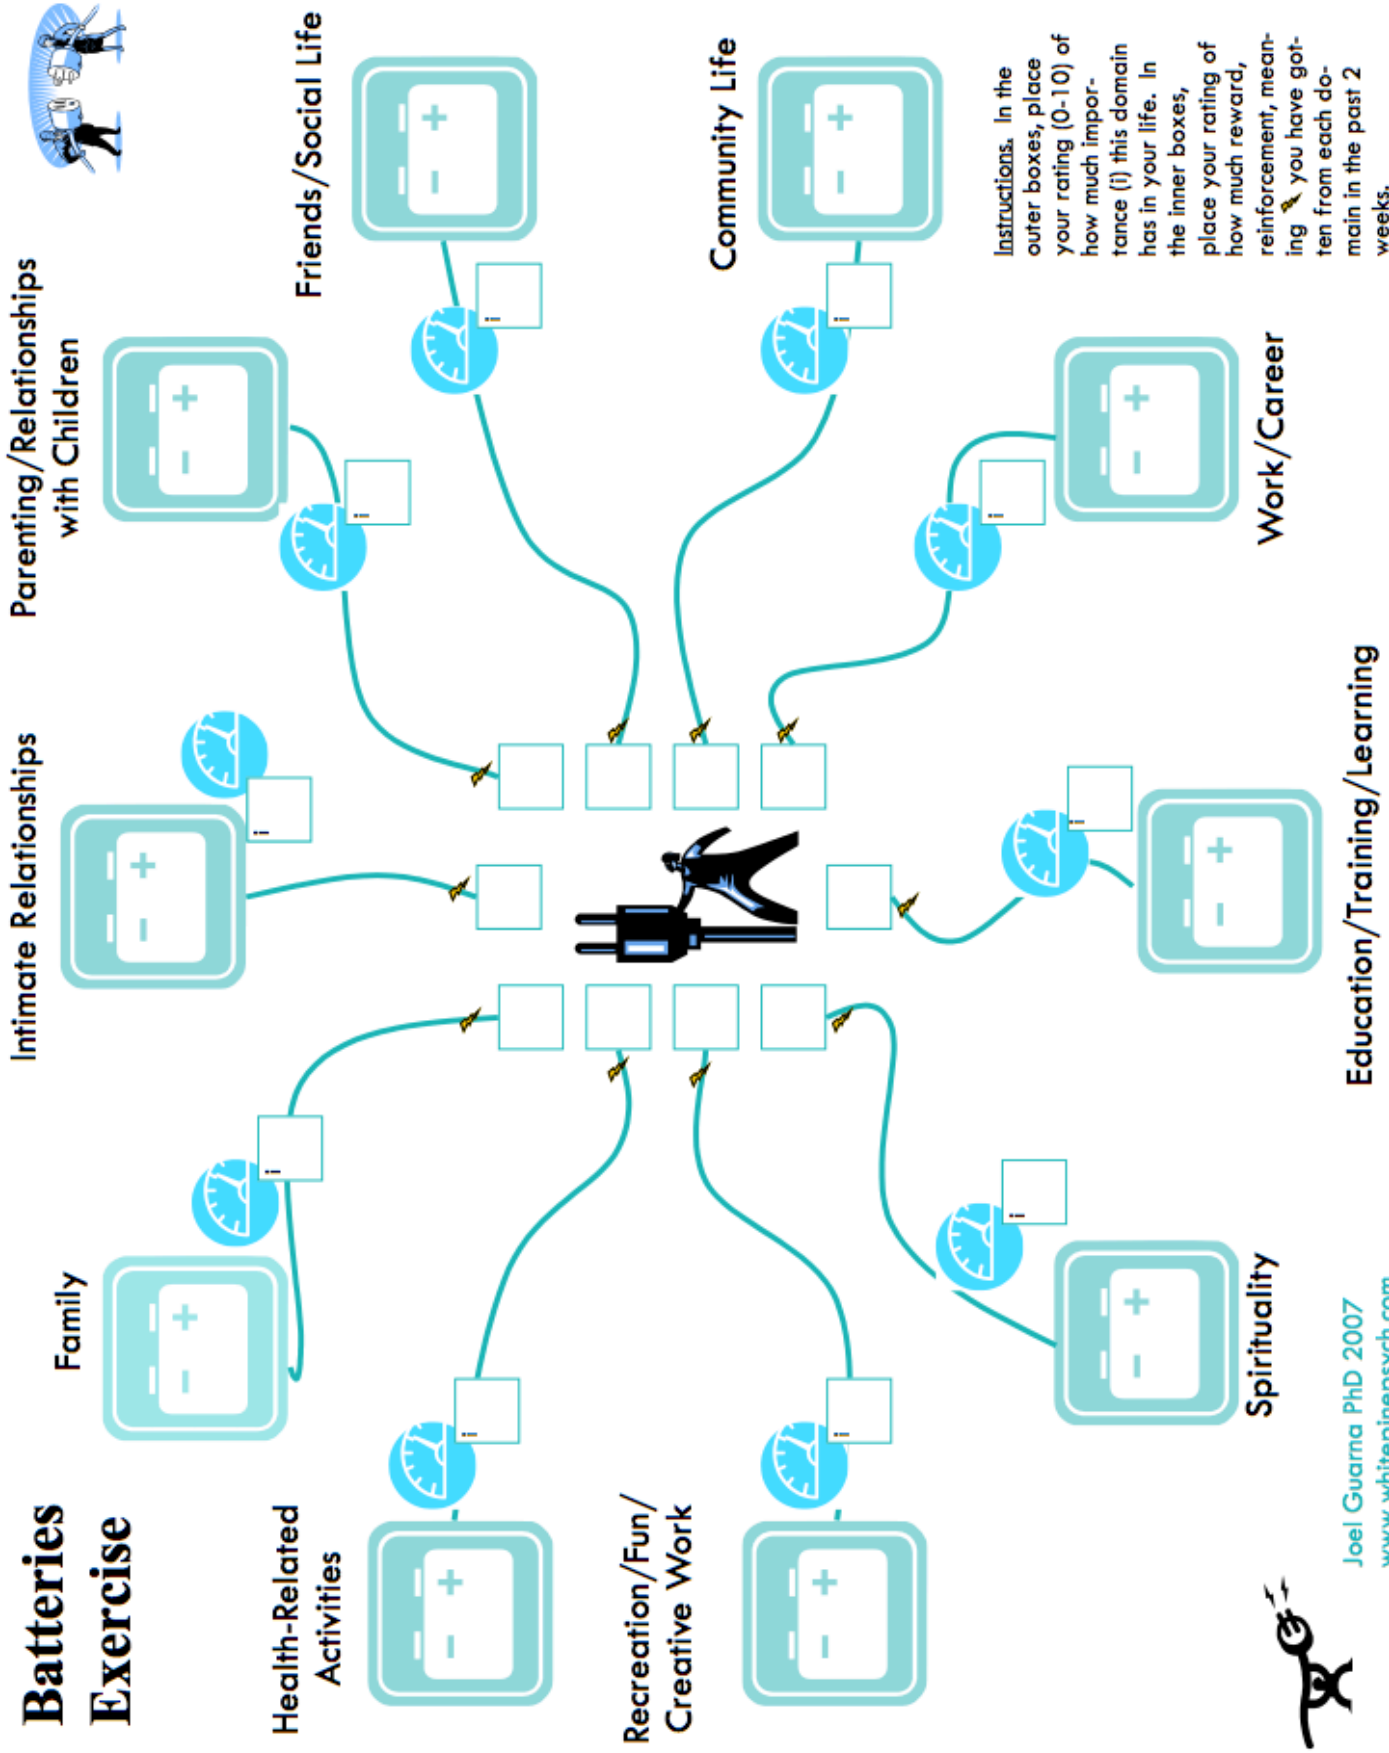 Batteries
Exercise
Family
Intimate Relationships
Parenting/Relationships
with Children
Friends/Social Life
Health-Related
Activities
Community Life
Recreation/Fun/
Creative Work
Work/Career
Spirituality
Education/Training/Learning
Instructions. In the
outer boxes, place
your rating (0-10) of
how much impor-
tance (i) this domain
has in your life. In
the inner boxes,
place your rating of
how much reward,
reinforcement, mean-
ing you have got-
ten from each do-
main in the past 2
weeks.
Joel Guarna PhD 2007
www.whitepinepsych.com
i
i
i
i
i
i
i
i
i
i